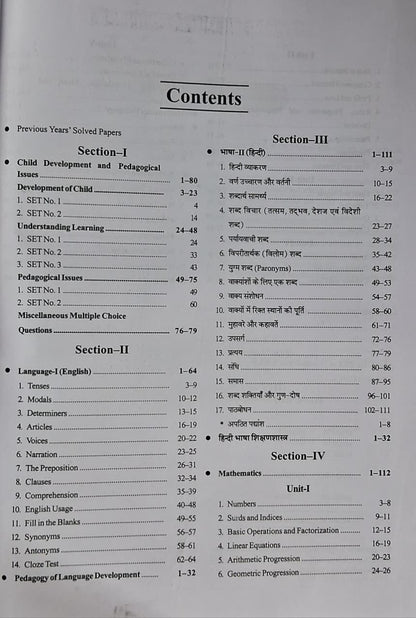 Contents
Previous Years' Solved Papers
Section–I
Child Development and Pedagogical
Issues 1–80
Development of Child 3–23
1. SET No. 1 4
2. SET No. 2 14
Understanding Learning 24–48
1. SET No. 1 24
2. SET No. 2 33
3. SET No. 3 43
Pedagogical Issues 49–75
1. SET No. 1 49
2. SET No. 2 60
Miscellaneous Multiple Choice
Questions 76–79
Section–II
Language-I (English) 1–64
1. Tenses 3–9
2. Modals 10–12
3. Determiners 13–15
4. Articles 16–19
5. Voices 20–22
6. Narration 23–25
7. The Preposition 26–31
8. Clauses 32–34
9. Comprehension 35–39
10. English Usage 40–48
11. Fill in the Blanks 49–55
12. Synonyms 56–57
13. Antonyms 58–61
14. Cloze Test 62–64
Pedagogy of Language Development 1–32
Section–III
भाषा-II (हिन्दी) 1–111
1. हिन्दी व्याकरण 3–9
2. वर्ण उच्चारण और वर्तनी 10–15
3. शब्दार्थ सामर्थ्य 16–22
4. शब्द विचार (तत्सम, तद्भव, देशज एवं विदेशी
शब्द) 23–27
5. पर्यायवाची शब्द 28–34
6. विपरीतार्थक (विलोम) शब्द 35–42
7. युग्म शब्द (Paronyms) 43–48
8. वाक्यांशों के लिए एक शब्द 49–53
9. वाक्य संशोधन 54–57
10. वाक्यों में रिक्त स्थानों की पूर्ति 58–60
11. मुहावरे और कहावतें 61–71
12. उपसर्ग 72–76
13. प्रत्यय 77–79
14. संधि 80–86
15. समास 87–95
16. शब्द शक्तियाँ और गुण-दोष 96–101
17. पाठबोधन 102–111
* अपठित पद्यांश 1–8
हिन्दी भाषा शिक्षणशास्त्र 1–32
Section–IV
Mathematics 1–112
Unit-I
1. Numbers 3–8
2. Surds and Indices 9–11
3. Basic Operations and Factorization 12–15
4. Linear Equations 16–19
5. Arithmetic Progression 20–23
6. Geometric Progression 24–26